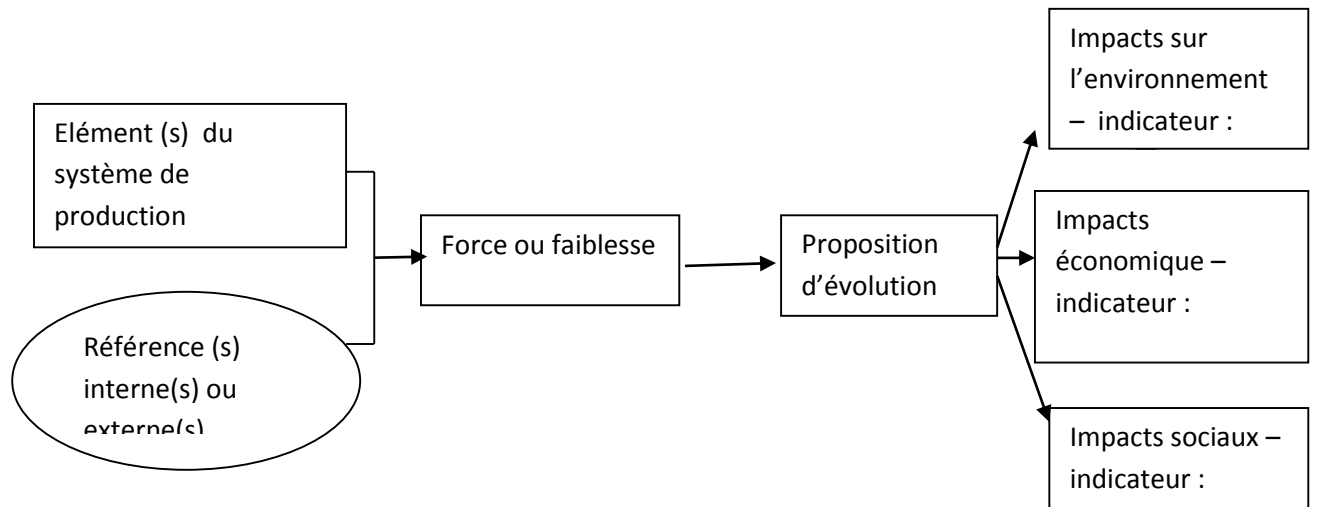 Elément (s) du
système de
production
Référence (s)
interne(s) ou
externe(s)
Force ou faiblesse
Proposition
d’évolution
Impacts sur
l’environnement
– indicateur :
Impacts
économique –
indicateur :
Impacts sociaux –
indicateur :